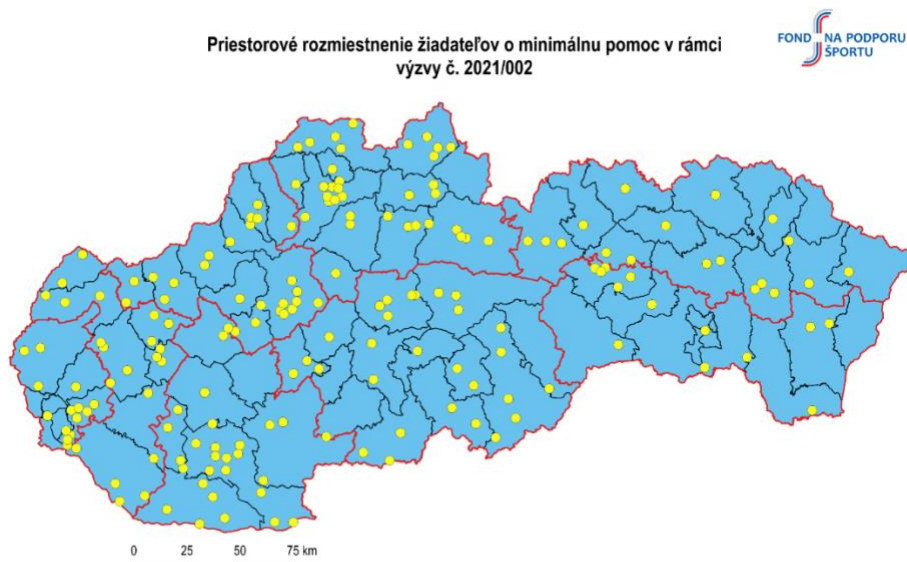 Priestorové rozmiestnenie žiadateľov o minimálnu pomoc v rámci
výzvy č. 2021/002
FOND NA PODPORU
ŠPORTU
0 25 50 75 km